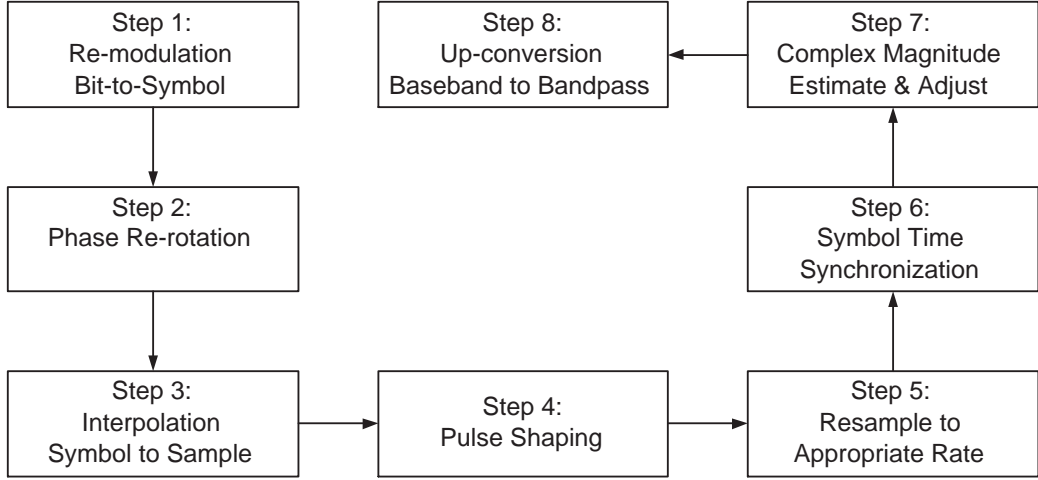 Step 1:
Re-modulation
Bit-to-Symbol
Step 2:
Phase Re-rotation
Step 3:
Interpolation
Symbol to Sample
Step 4:
Pulse Shaping
Step 5:
Resample to
Appropriate Rate
Step 6:
Symbol Time
Synchronization
Step 7:
Complex Magnitude
Estimate & Adjust
Step 8:
Up-conversion
Baseband to Bandpass